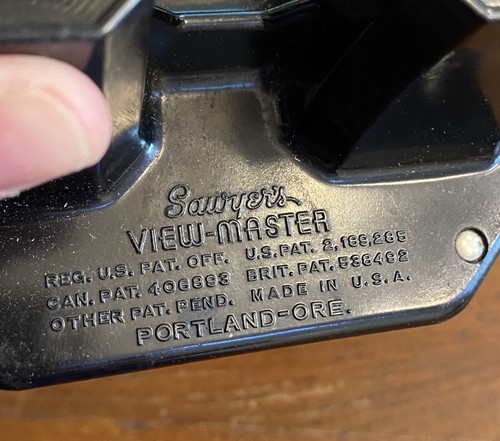 Sawyer's
VIEW-MASTER
REG. U.S. PAT. OFF. U.S. PAT. 2,189,285
CAN. PAT. 406693 BRIT. PAT. 536492
OTHER PAT. PEND. MADE IN U.S.A.
PORTLAND-ORE.